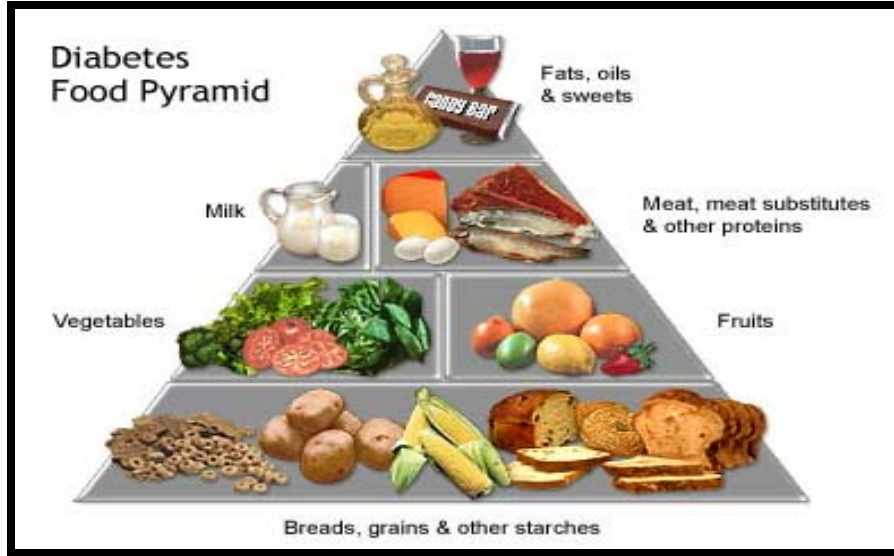 Diabetes
Food Pyramid
Fats, oils
& sweets
CANDY BAR
Milk
Meat, meat substitutes
& other proteins
Vegetables
Fruits
Breads, grains & other starches